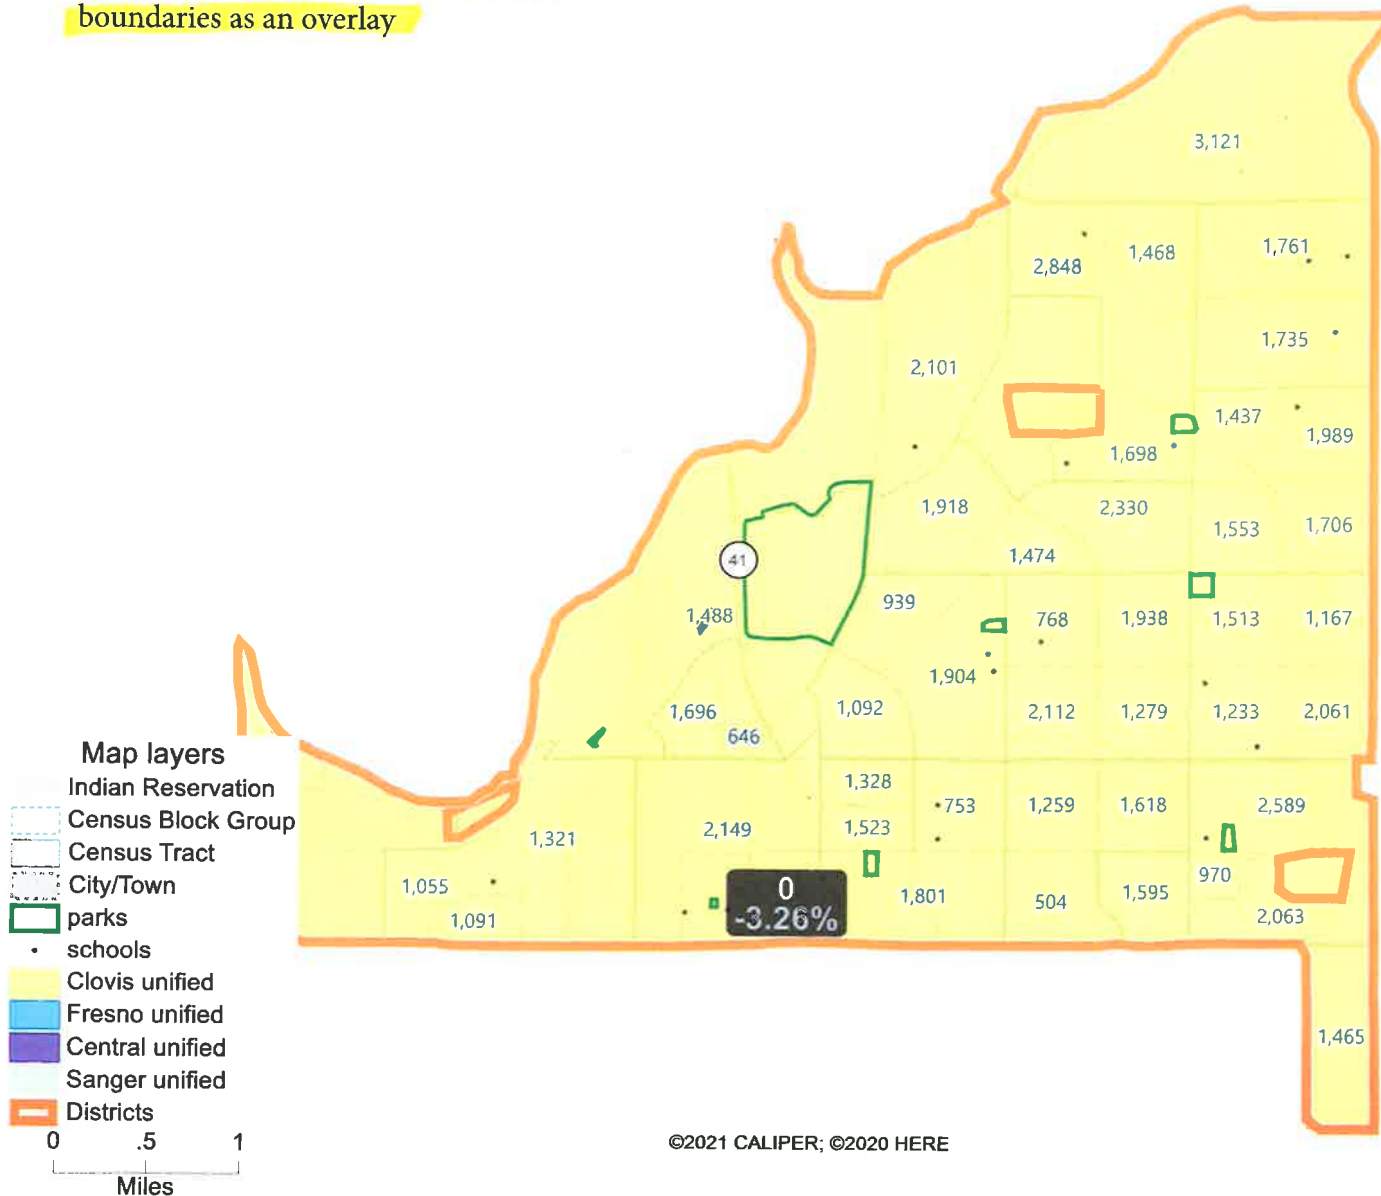 boundaries as an overlay
3,121
2,848
1,468
1,761
1,735
2,101
1,437
1,989
1,698
1,918
2,330
1,553
1,706
1,474
41
939
1,488
768
1,938
1,513
1,167
1,904
1,696
1,092
2,112
1,279
1,233
2,061
646
1,328
753
1,259
1,618
2,589
1,321
2,149
1,523
1,055
1,801
504
1,595
970
1,091
2,063
0
-3.26%
1,465
Map layers
Indian Reservation
Census Block Group
Census Tract
City/Town
parks
schools
Clovis unified
Fresno unified
Central unified
Sanger unified
Districts
0 .5 1
Miles
©2021 CALIPER; ©2020 HERE